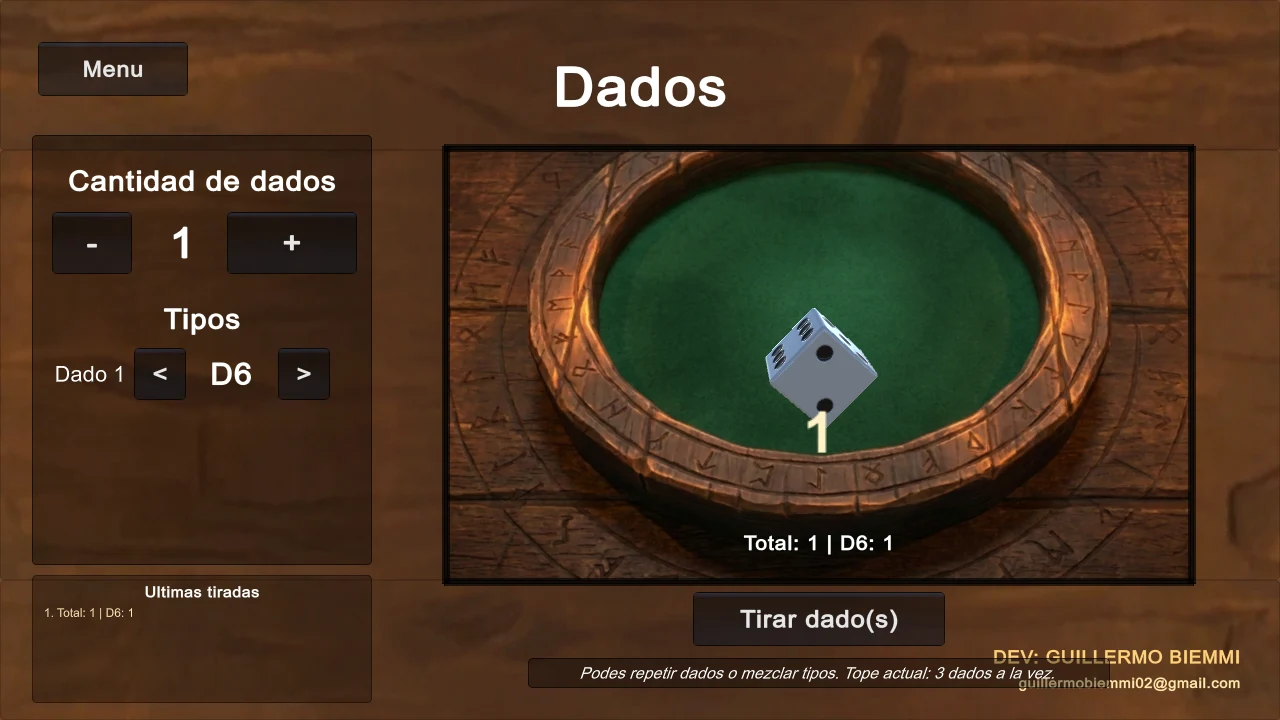 Menu
Dados
Cantidad de dados
- 1 +
Tipos
Dado 1 < D6 >
1
Total: 1 | D6: 1
Ultimas tiradas
1. Total: 1 | D6: 1
Tirar dado(s)
DEV: GUILLERMO BIEMMI
Podes repetir dados o mezclar tipos. Tope actual: 3 dados a la vez.
guillermobiemmi02@gmail.com